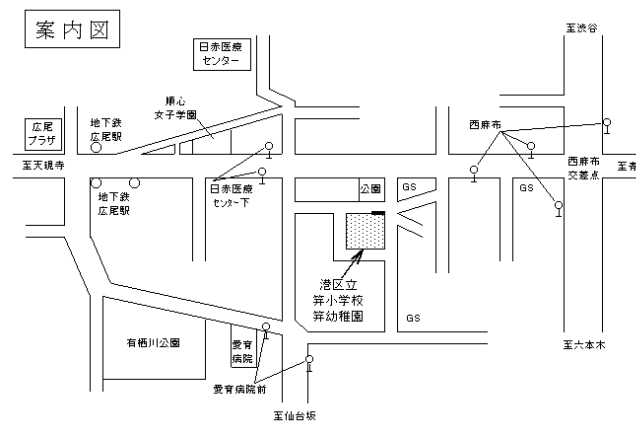 案内図
日赤医療
センター
至渋谷
順心
女子学園
広尾
プラザ
地下鉄
広尾駅
西麻布
至天現寺
西麻布
交差点
至青
地下鉄
広尾駅
日赤医療
センター下
公園
GS
GS
港区立
笄小学校
笄幼稚園
GS
有栖川公園
愛育
病院
至六本木
愛育病院前
至仙台坂